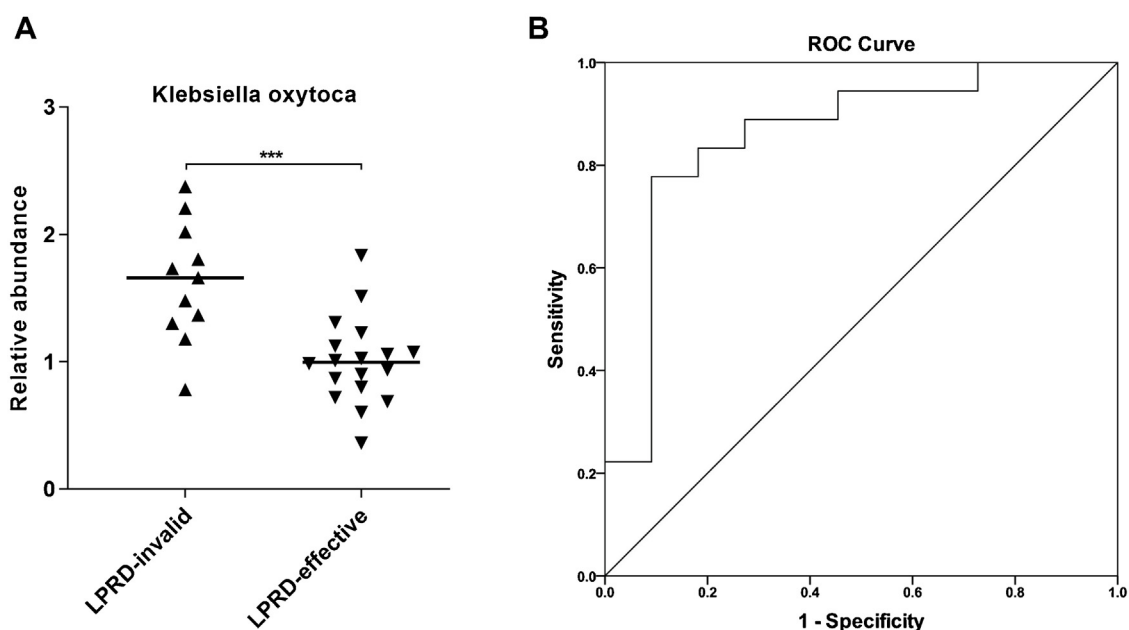 A
Klebsiella oxytoca
3
2
1
0
***
Relative abundance
LPRD-invalid
LPRD-effective
B
ROC Curve
1.0
0.8
0.6
0.4
0.2
0.0
Sensitivity
0.0 0.2 0.4 0.6 0.8 1.0
1 - Specificity